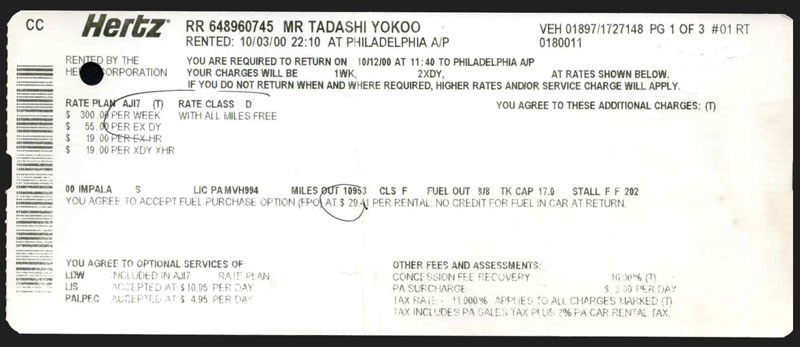 CC Hertz® RR 648960745 MR TADASHI YOKOO VEH 01897/1727148 PG 1 OF 3 #01 RT
RENTED: 10/03/00 22:10 AT PHILADELPHIA A/P 0180011
RENTED BY THE YOU ARE REQUIRED TO RETURN ON 10/12/00 AT 11:40 TO PHILADELPHIA A/P
CORPORATION YOUR CHARGES WILL BE 1WK, 2XDY, AT RATES SHOWN BELOW.
IF YOU DO NOT RETURN WHEN AND WHERE REQUIRED, HIGHER RATES AND/OR SERVICE CHARGE WILL APPLY.
RATE PLAN AJI7 (T) RATE CLASS D YOU AGREE TO THESE ADDITIONAL CHARGES: (T)
$ 300.00 PER WEEK WITH ALL MILES FREE
$ 55.00 PER EX DY
$ 19.00 PER EX HR
$ 19.00 PER XDY XHR
00 IMPALA S LIC PA MVH994 MILES OUT 10953 CLS F FUEL OUT 8/8 TK CAP 17.0 STALL F F 202
YOU AGREE TO ACCEPT FUEL PURCHASE OPTION (FPO) AT $ 29.41 PER RENTAL; NO CREDIT FOR FUEL IN CAR AT RETURN.
YOU AGREE TO OPTIONAL SERVICES OF OTHER FEES AND ASSESSMENTS:
LDW INCLUDED IN AJI7 RATE PLAN CONCESSION FEE RECOVERY 10.00% (T)
LIS ACCEPTED AT $ 10.95 PER DAY PA SURCHARGE $ 2.00 PER DAY
PAI,PEC ACCEPTED AT $ 4.95 PER DAY TAX RATE 11.000% APPLIES TO ALL CHARGES MARKED (T)
TAX INCLUDES PA SALES TAX PLUS 2% PA CAR RENTAL TAX.